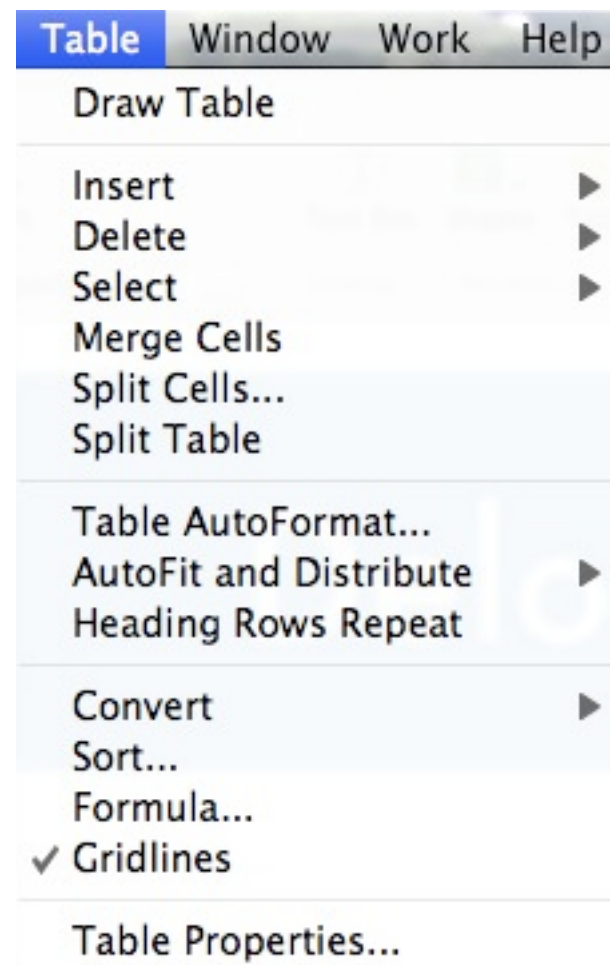 Table Window Work Help
Draw Table
Insert
Delete
Select
Merge Cells
Split Cells...
Split Table
Table AutoFormat...
AutoFit and Distribute
Heading Rows Repeat
Convert
Sort...
Formula...
Gridlines
Table Properties...